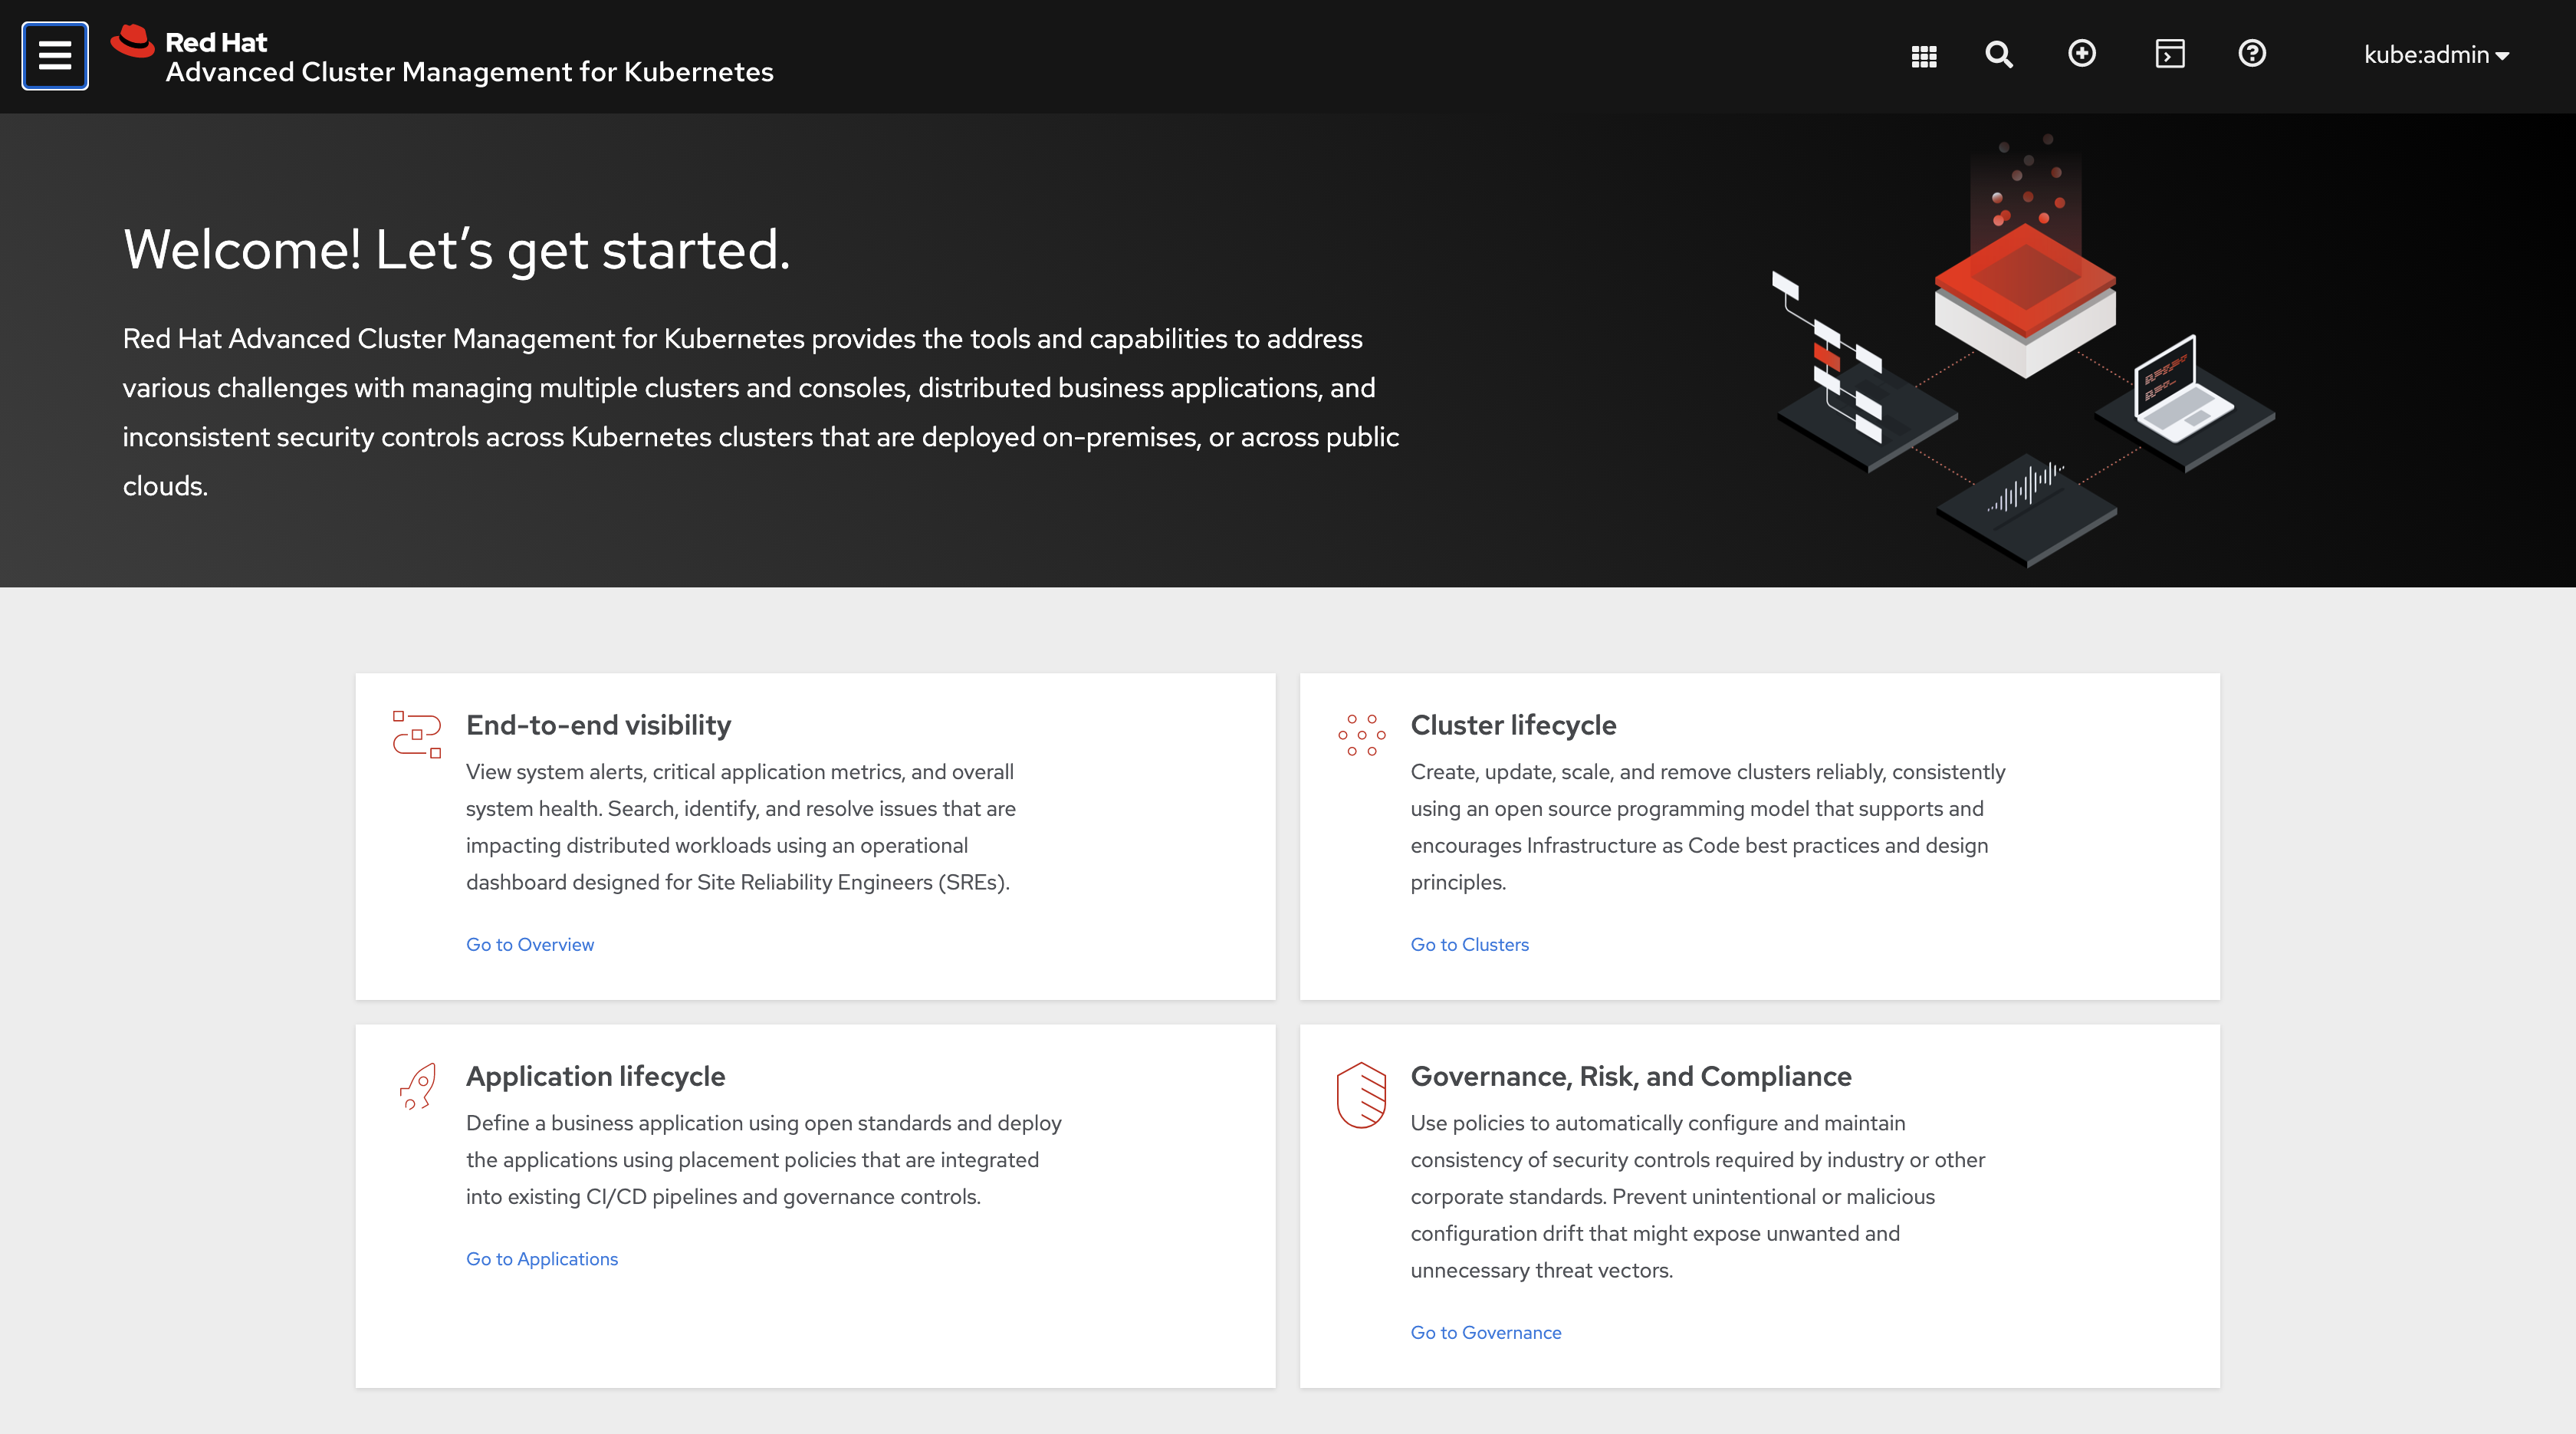 Red Hat
Advanced Cluster Management for Kubernetes
kube:admin
Welcome! Let’s get started.
Red Hat Advanced Cluster Management for Kubernetes provides the tools and capabilities to address
various challenges with managing multiple clusters and consoles, distributed business applications, and
inconsistent security controls across Kubernetes clusters that are deployed on-premises, or across public
clouds.
End-to-end visibility
View system alerts, critical application metrics, and overall
system health. Search, identify, and resolve issues that are
impacting distributed workloads using an operational
dashboard designed for Site Reliability Engineers (SREs).
Go to Overview
Cluster lifecycle
Create, update, scale, and remove clusters reliably, consistently
using an open source programming model that supports and
encourages Infrastructure as Code best practices and design
principles.
Go to Clusters
Application lifecycle
Define a business application using open standards and deploy
the applications using placement policies that are integrated
into existing CI/CD pipelines and governance controls.
Go to Applications
Governance, Risk, and Compliance
Use policies to automatically configure and maintain
consistency of security controls required by industry or other
corporate standards. Prevent unintentional or malicious
configuration drift that might expose unwanted and
unnecessary threat vectors.
Go to Governance